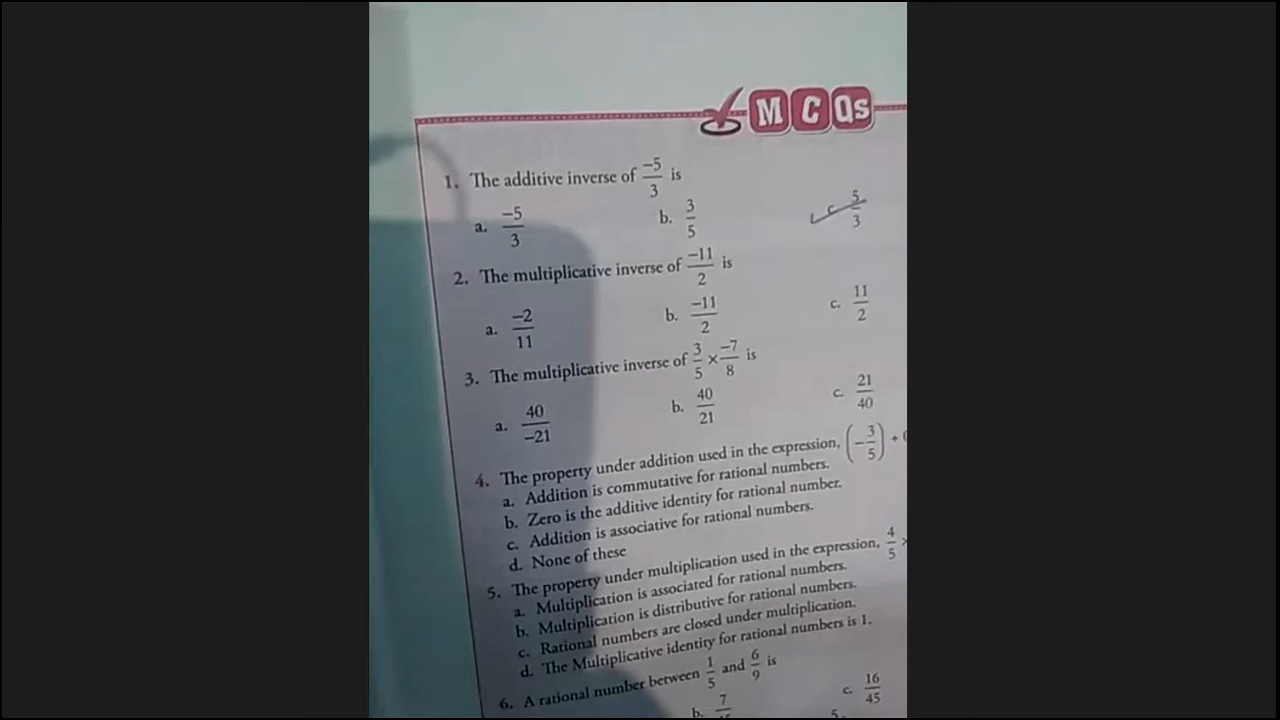 MCQs
1. The additive inverse of -5/3 is
a. -5/3 b. 3/5 c. 5/3
2. The multiplicative inverse of -11/2 is
a. -2/11 b. -11/2 c. 11/2
3. The multiplicative inverse of 3/5 × -7/8 is
a. 40/-21 b. 40/21 c. 21/40
4. The property under addition used in the expression, (-3/5) +
a. Addition is commutative for rational numbers.
b. Zero is the additive identity for rational number.
c. Addition is associative for rational numbers.
d. None of these
5. The property under multiplication used in the expression, 4/5 ×
a. Multiplication is associated for rational numbers.
b. Multiplication is distributive for rational numbers.
c. Rational numbers are closed under multiplication.
d. The Multiplicative identity for rational numbers is 1.
6. A rational number between 1/5 and 6/9 is
b. 7 c. 16/45